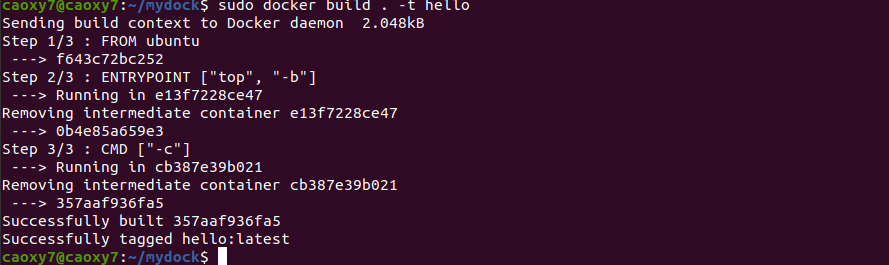 caoxy7@caoxy7:~/mydock$ sudo docker build . -t hello
Sending build context to Docker daemon  2.048kB
Step 1/3 : FROM ubuntu
 ---> f643c72bc252
Step 2/3 : ENTRYPOINT ["top", "-b"]
 ---> Running in e13f7228ce47
Removing intermediate container e13f7228ce47
 ---> 0b4e85a659e3
Step 3/3 : CMD ["-c"]
 ---> Running in cb387e39b021
Removing intermediate container cb387e39b021
 ---> 357aaf936fa5
Successfully built 357aaf936fa5
Successfully tagged hello:latest
caoxy7@caoxy7:~/mydock$